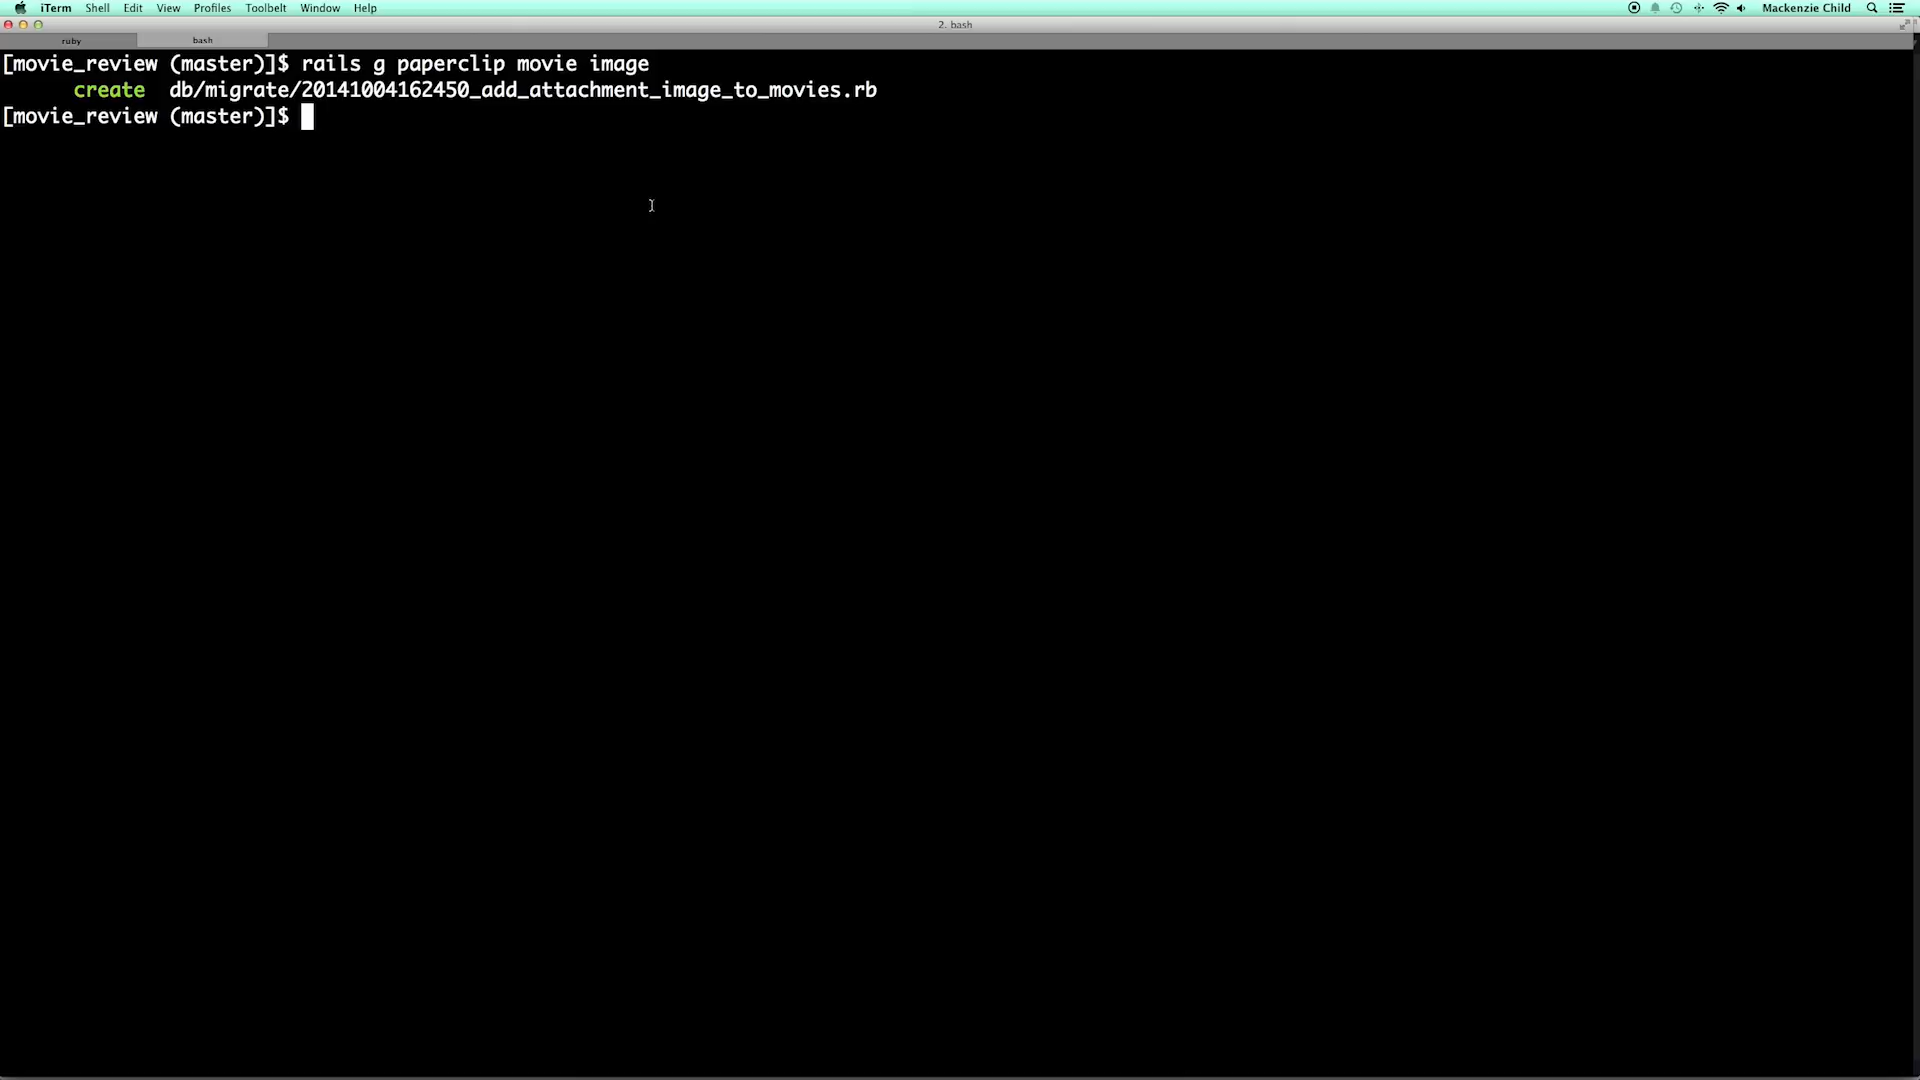 iTerm Shell Edit View Profiles Toolbelt Window Help Mackenzie Child
2. bash
ruby bash
[movie_review (master)]$ rails g paperclip movie image
create db/migrate/20141004162450_add_attachment_image_to_movies.rb
[movie_review (master)]$